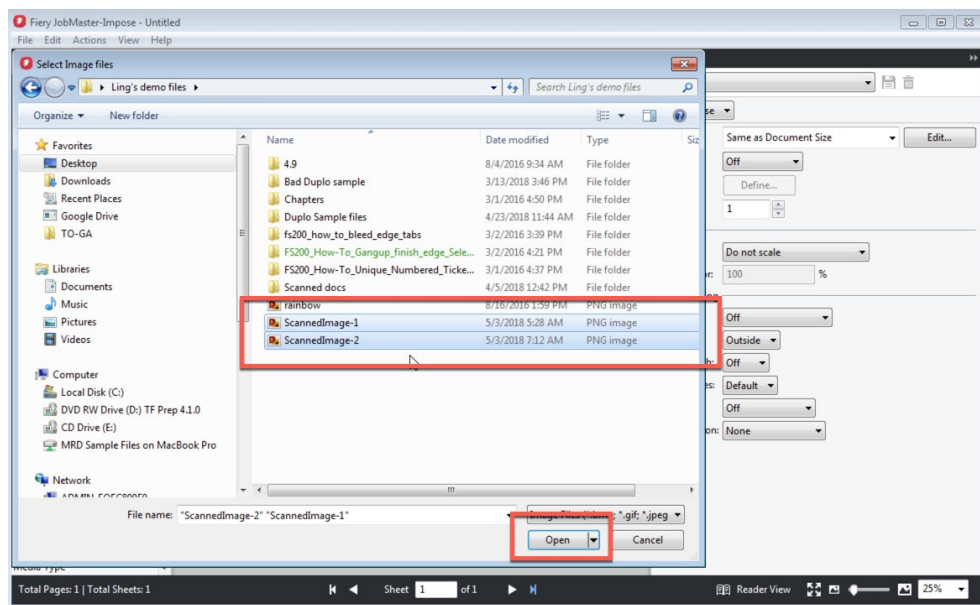 Fiery JobMaster-Impose - Untitled
File Edit Actions View Help
Select Image files
Ling's demo files
Search Ling's demo files
Organize New folder
Name Date modified Type Siz
Favorites
Desktop
Downloads
Recent Places
Google Drive
TO-GA
Libraries
Documents
Music
Pictures
Videos
Computer
Local Disk (C:)
DVD RW Drive (D:) TF Prep 4.1.0
CD Drive (E:)
MRD Sample Files on MacBook Pro
Network
4.9 8/4/2016 9:34 AM File folder
Bad Duplo sample 3/13/2018 3:46 PM File folder
Chapters 3/1/2016 4:50 PM File folder
Duplo Sample files 4/23/2018 11:44 AM File folder
fs200_how_to_bleed_edge_tabs 3/2/2016 3:39 PM File folder
FS200_How-To_Gangup_finish_edge_Sele... 3/2/2016 4:21 PM File folder
FS200_How-To_Unique_Numbered_Ticke... 3/1/2016 4:37 PM File folder
Scanned docs 4/5/2018 12:42 PM File folder
rainbow 8/16/2016 1:59 PM PNG image
ScannedImage-1 5/3/2018 5:28 AM PNG image
ScannedImage-2 5/3/2018 7:12 AM PNG image
File name: "ScannedImage-2" "ScannedImage-1"
*.gif; *.jpeg
Open Cancel
se
Same as Document Size Edit...
Off
Define...
1
Do not scale
or: 100 %
Off
Outside
h: Off
es: Default
Off
on: None
Total Pages: 1 | Total Sheets: 1 Sheet 1 of 1 Reader View 25%